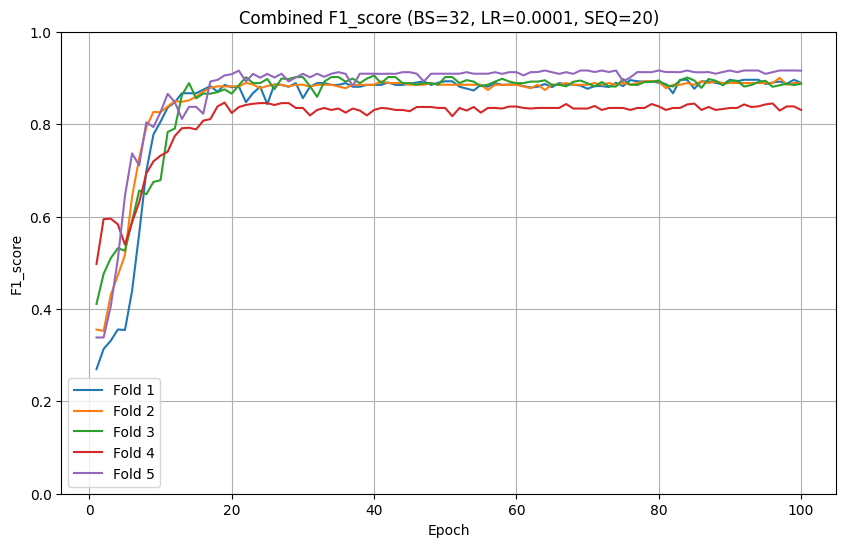 Combined F1_score (BS=32, LR=0.0001, SEQ=20)
F1_score
1.0
0.8
0.6
0.4
0.2
0.0
Fold 1
Fold 2
Fold 3
Fold 4
Fold 5
0 20 40 60 80 100
Epoch